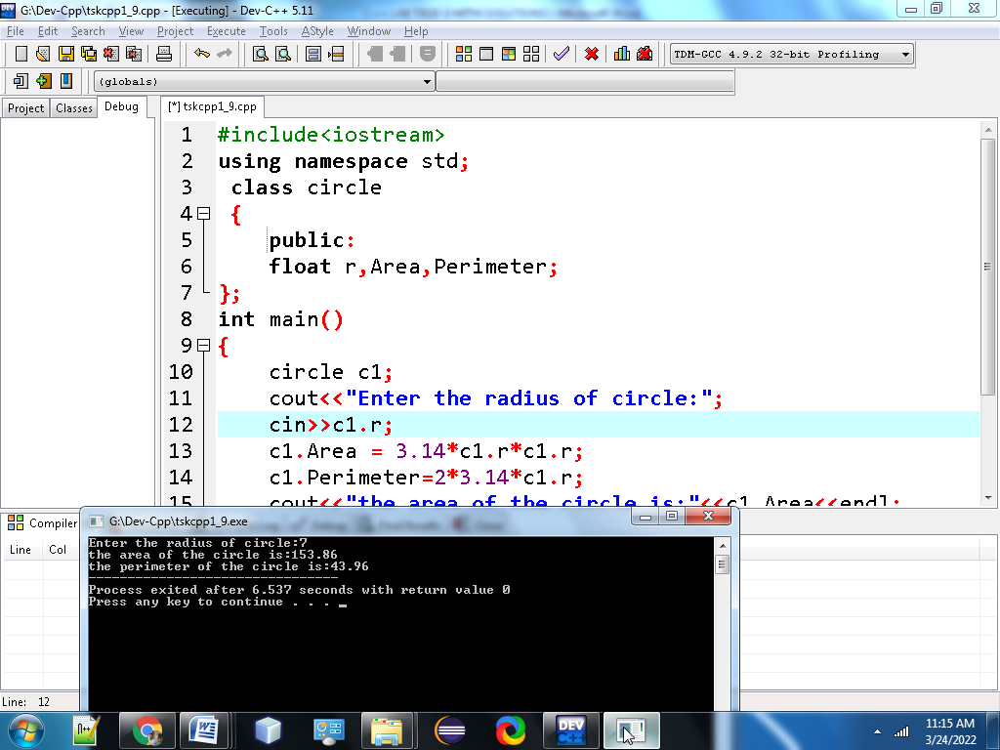 G:\Dev-Cpp\tskcpp1_9.cpp - [Executing] - Dev-C++ 5.11
File Edit Search View Project Execute Tools AStyle Window Help
TDM-GCC 4.9.2 32-bit Profiling
(globals)
Project Classes Debug
[*] tskcpp1_9.cpp
1 #include<iostream>
2 using namespace std;
3 class circle
4 {
5 public:
6 float r,Area,Perimeter;
7 };
8 int main()
9 {
10 circle c1;
11 cout<<"Enter the radius of circle:";
12 cin>>c1.r;
13 c1.Area = 3.14*c1.r*c1.r;
14 c1.Perimeter=2*3.14*c1.r;
15 cout<<"the area of the circle is:"<<c1.Area<<endl;
Compiler
Line Col
G:\Dev-Cpp\tskcpp1_9.exe
Enter the radius of circle:7
the area of the circle is:153.86
the perimeter of the circle is:43.96
--------------------------------
Process exited after 6.537 seconds with return value 0
Press any key to continue . . .
Line: 12
n++
W
DEV
C++
11:15 AM
3/24/2022